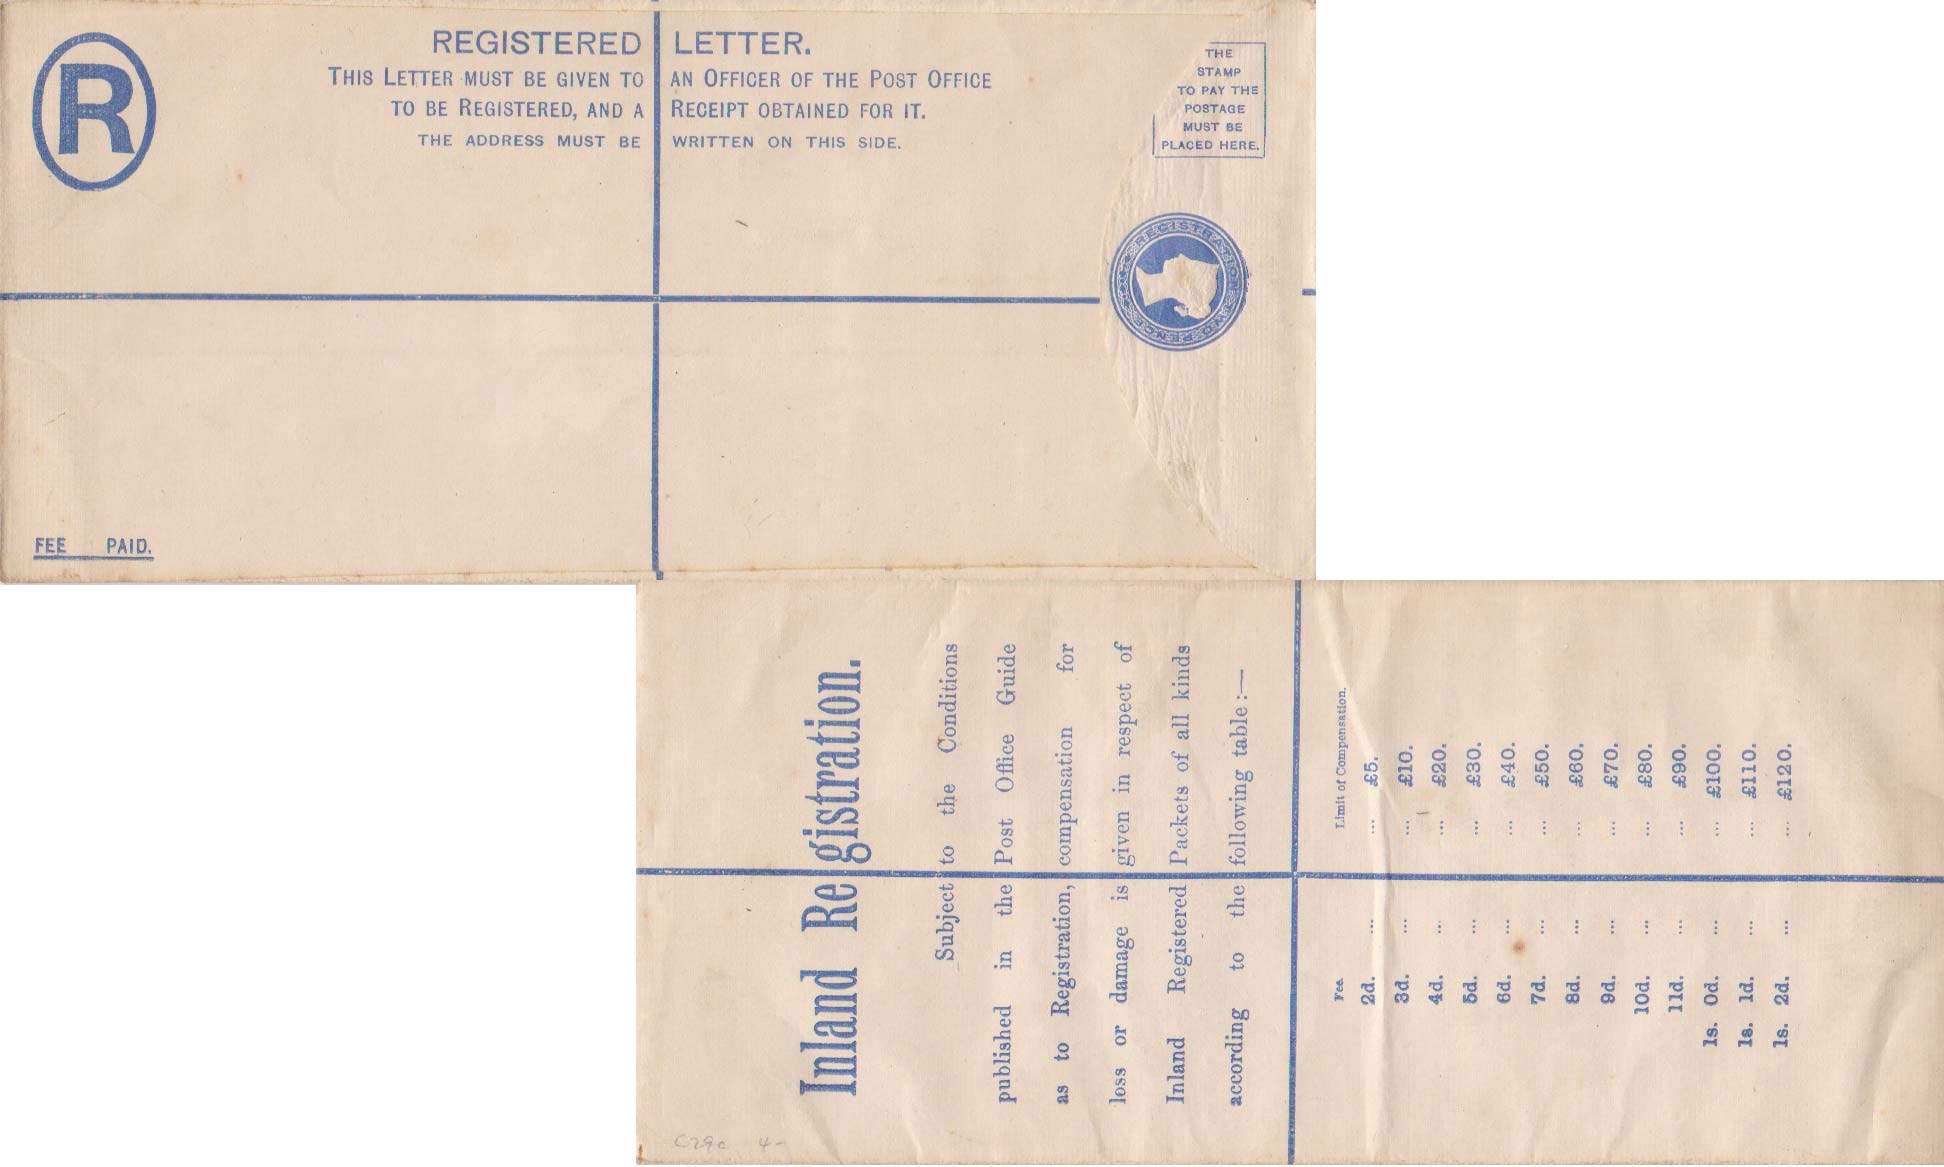 R
REGISTERED LETTER.
THIS LETTER MUST BE GIVEN TO AN OFFICER OF THE POST OFFICE
TO BE REGISTERED, AND A RECEIPT OBTAINED FOR IT.
THE ADDRESS MUST BE WRITTEN ON THIS SIDE.
THE
STAMP
TO PAY THE
POSTAGE
MUST BE
PLACED HERE.
REGISTRATION TWO PENCE
FEE PAID.
Inland Registration.
Subject to the Conditions
published in the Post Office Guide
as to Registration, compensation for
loss or damage is given in respect of
Inland Registered Packets of all kinds
according to the following table:—
Fee. Limit of Compensation.
2d. ... ... £5.
3d. ... ... £10.
4d. ... ... £20.
5d. ... ... £30.
6d. ... ... £40.
7d. ... ... £50.
8d. ... ... £60.
9d. ... ... £70.
10d. ... ... £80.
11d. ... ... £90.
1s. 0d. ... ... £100.
1s. 1d. ... ... £110.
1s. 2d. ... ... £120.
C29c 4-